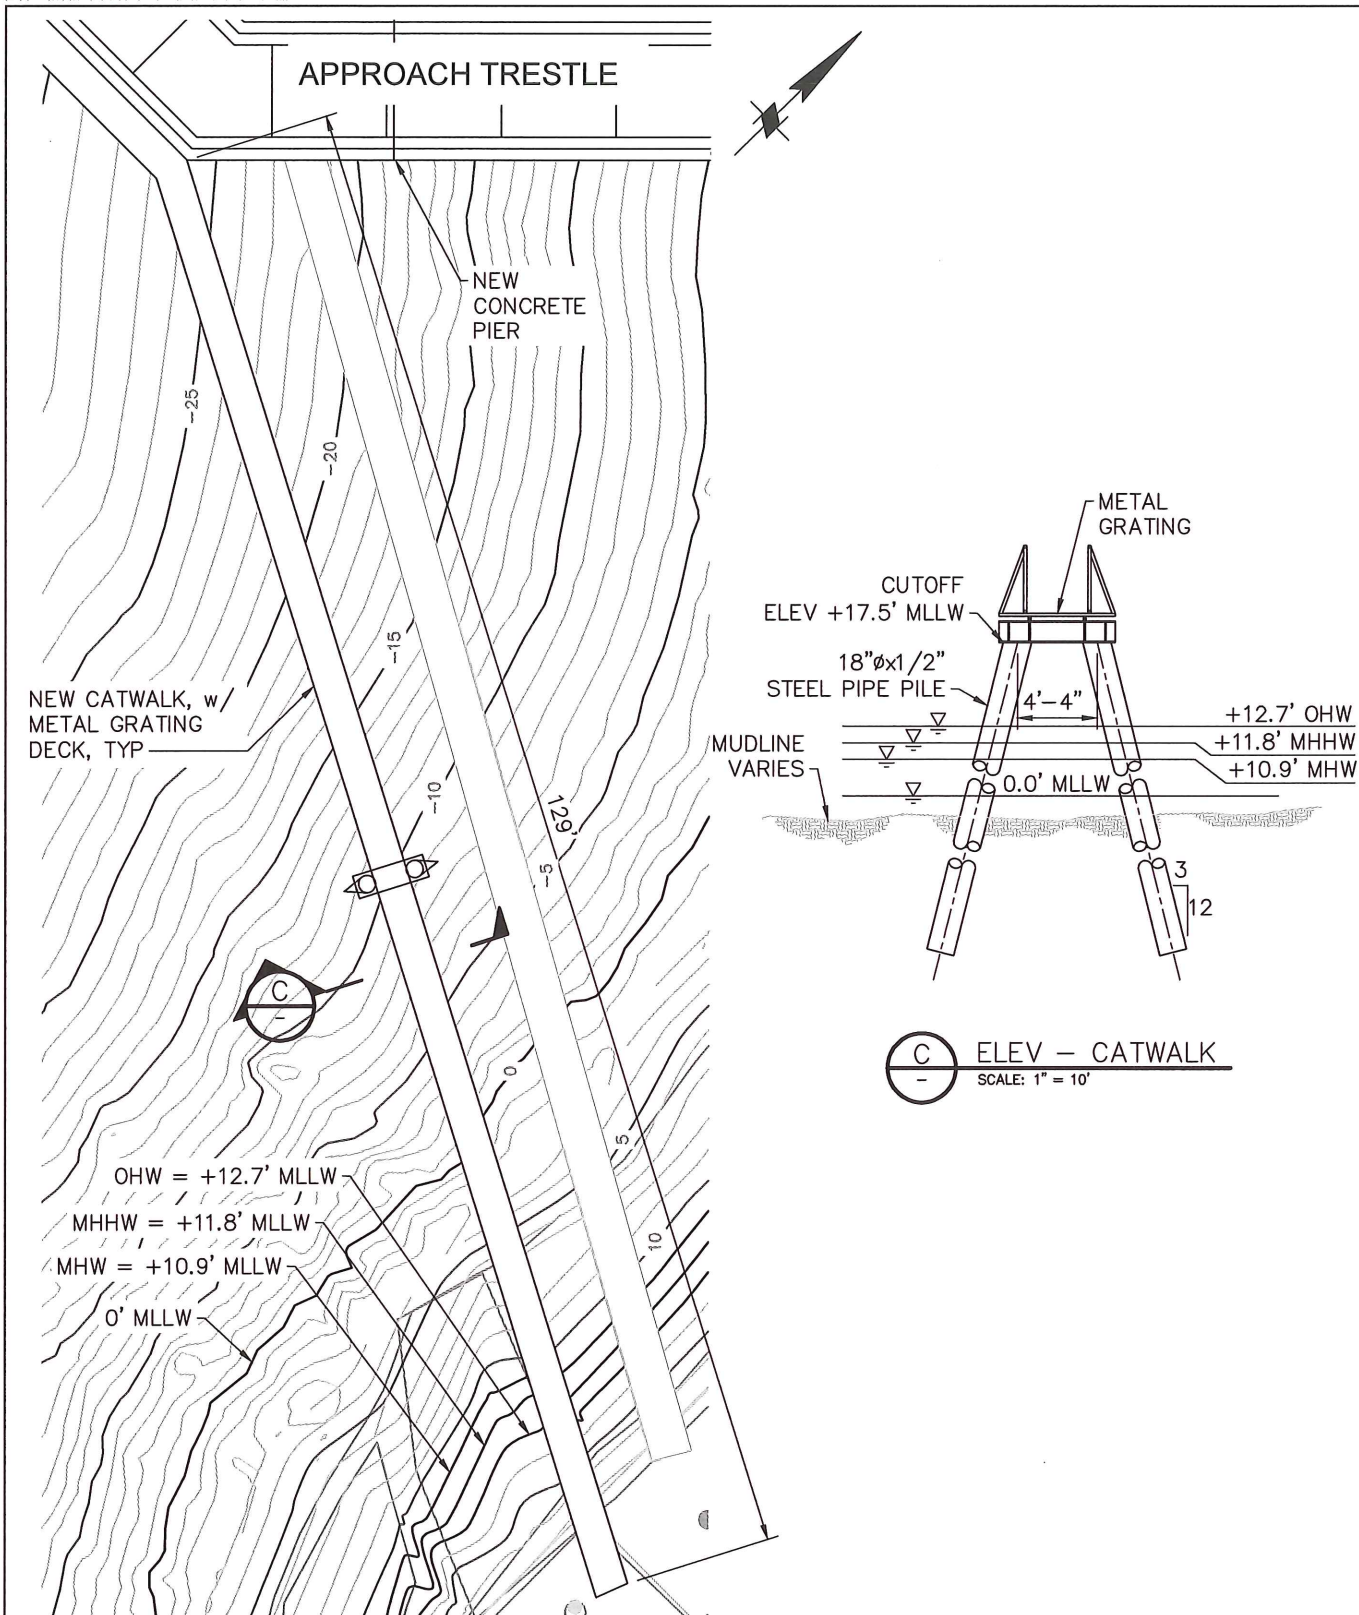 APPROACH TRESTLE
NEW
CONCRETE
PIER
-25
-20
-15
-10
129'
-5
0
5
10
NEW CATWALK, w/
METAL GRATING
DECK, TYP
C
-
OHW = +12.7' MLLW
MHHW = +11.8' MLLW
MHW = +10.9' MLLW
0' MLLW
METAL
GRATING
CUTOFF
ELEV +17.5' MLLW
18"øx1/2"
STEEL PIPE PILE
4'-4"
+12.7' OHW
+11.8' MHHW
+10.9' MHW
MUDLINE
VARIES
0.0' MLLW
3
12
C
-
ELEV - CATWALK
SCALE: 1" = 10'